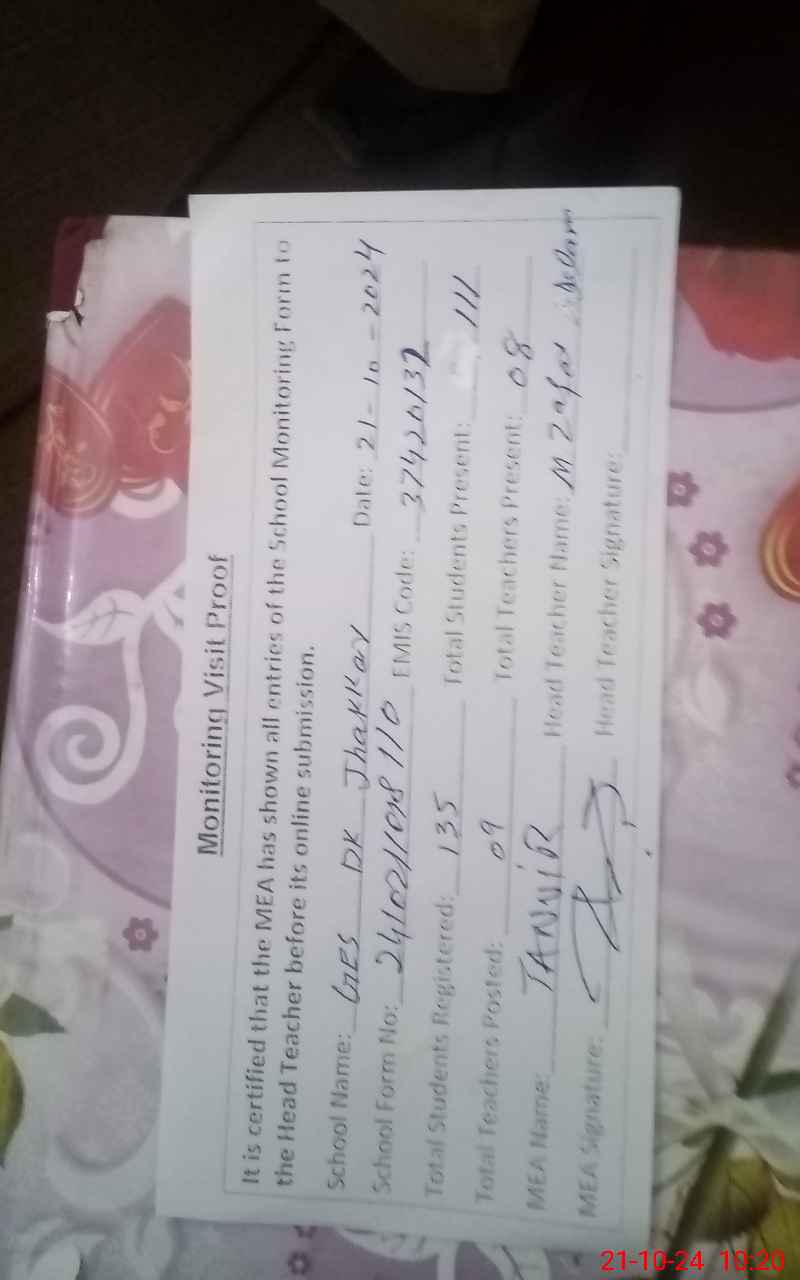 Monitoring Visit Proof
It is certified that the MEA has shown all entries of the School Monitoring Form to
the Head Teacher before its online submission.
School Name: GES DK Jhakkar Date: 21-10-2024
School Form No: EMIS Code: 37420132
Total Students Registered: 135 Total Students Present: 111
Total Teachers Posted: 09 Total Teachers Present: 08
MEA Name: TANVIR Head Teacher Name: M Zafar
MEA Signature: Head Teacher Signature:
21-10-24 10:20